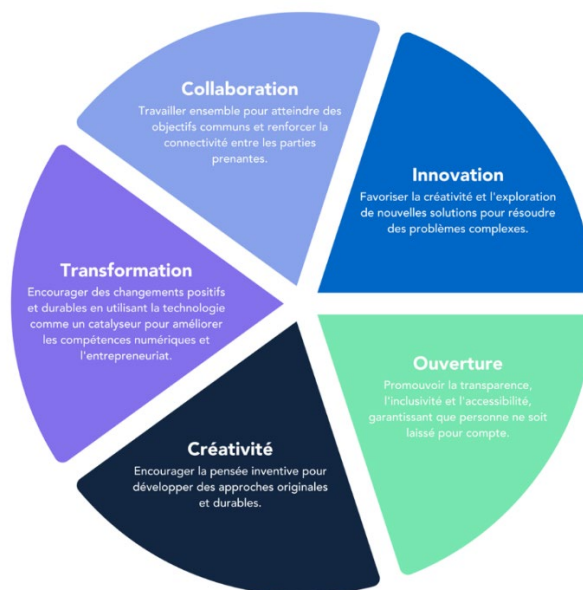 Collaboration
Travailler ensemble pour atteindre des
objectifs communs et renforcer la
connectivité entre les parties
prenantes.
Innovation
Favoriser la créativité et l'exploration
de nouvelles solutions pour résoudre
des problèmes complexes.
Transformation
Encourager des changements positifs
et durables en utilisant la technologie
comme un catalyseur pour améliorer
les compétences numériques et
l'entrepreneuriat.
Ouverture
Promouvoir la transparence,
l'inclusivité et l'accessibilité,
garantissant que personne ne soit
laissé pour compte.
Créativité
Encourager la pensée inventive pour
développer des approches originales
et durables.